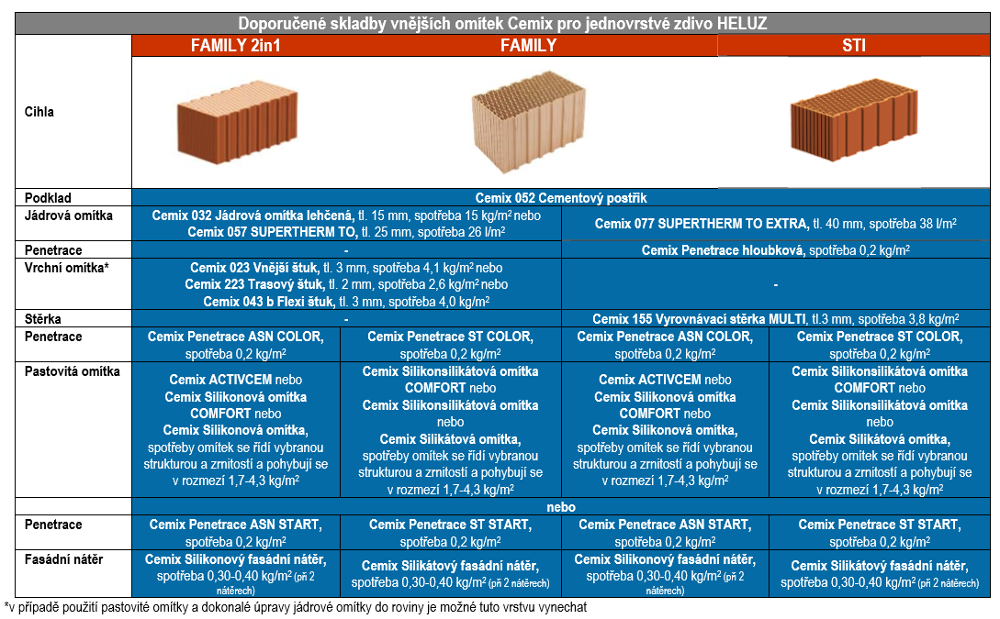 Doporučené skladby vnějších omítek Cemix pro jednovrstvé zdivo HELUZ
FAMILY 2in1 FAMILY STI
Cihla
Podklad Cemix 052 Cementový postřik
Jádrová omítka
Cemix 032 Jádrová omítka lehčená, tl. 15 mm, spotřeba 15 kg/m² nebo
Cemix 057 SUPERTHERM TO, tl. 25 mm, spotřeba 26 l/m²
Cemix 077 SUPERTHERM TO EXTRA, tl. 40 mm, spotřeba 38 l/m²
Penetrace - Cemix Penetrace hloubková, spotřeba 0,2 kg/m²
Vrchní omítka*
Cemix 023 Vnější štuk, tl. 3 mm, spotřeba 4,1 kg/m² nebo
Cemix 223 Trasový štuk, tl. 2 mm, spotřeba 2,6 kg/m² nebo
Cemix 043 b Flexi štuk, tl. 3 mm, spotřeba 4,0 kg/m²
-
Stěrka - Cemix 155 Vyrovnávací stěrka MULTI, tl.3 mm, spotřeba 3,8 kg/m²
Penetrace
Cemix Penetrace ASN COLOR,
spotřeba 0,2 kg/m²
Cemix Penetrace ST COLOR,
spotřeba 0,2 kg/m²
Cemix Penetrace ASN COLOR,
spotřeba 0,2 kg/m²
Cemix Penetrace ST COLOR,
spotřeba 0,2 kg/m²
Pastovitá omítka
Cemix ACTIVCEM nebo
Cemix Silikonová omítka
COMFORT nebo
Cemix Silikonová omítka,
spotřeby omítek se řídí vybranou
strukturou a zrnitostí a pohybují se
v rozmezí 1,7-4,3 kg/m²
Cemix Silikonsilikátová omítka
COMFORT nebo
Cemix Silikonsilikátová omítka
nebo
Cemix Silikátová omítka,
spotřeby omítek se řídí vybranou
strukturou a zrnitostí a pohybují se
v rozmezí 1,7-4,3 kg/m²
Cemix ACTIVCEM nebo
Cemix Silikonová omítka
COMFORT nebo
Cemix Silikonová omítka,
spotřeby omítek se řídí vybranou
strukturou a zrnitostí a pohybují se
v rozmezí 1,7-4,3 kg/m²
Cemix Silikonsilikátová omítka
COMFORT nebo
Cemix Silikonsilikátová omítka
nebo
Cemix Silikátová omítka,
spotřeby omítek se řídí vybranou
strukturou a zrnitostí a pohybují se
v rozmezí 1,7-4,3 kg/m²
nebo
Penetrace
Cemix Penetrace ASN START,
spotřeba 0,2 kg/m²
Cemix Penetrace ST START,
spotřeba 0,2 kg/m²
Cemix Penetrace ASN START,
spotřeba 0,2 kg/m²
Cemix Penetrace ST START,
spotřeba 0,2 kg/m²
Fasádní nátěr
Cemix Silikonový fasádní nátěr,
spotřeba 0,30-0,40 kg/m² (při 2
nátěrech)
Cemix Silikátový fasádní nátěr,
spotřeba 0,30-0,40 kg/m² (při 2 nátěrech)
Cemix Silikonový fasádní nátěr,
spotřeba 0,30-0,40 kg/m² (při 2
nátěrech)
Cemix Silikátový fasádní nátěr,
spotřeba 0,30-0,40 kg/m² (při 2 nátěrech)
*v případě použití pastovité omítky a dokonalé úpravy jádrové omítky do roviny je možné tuto vrstvu vynechat